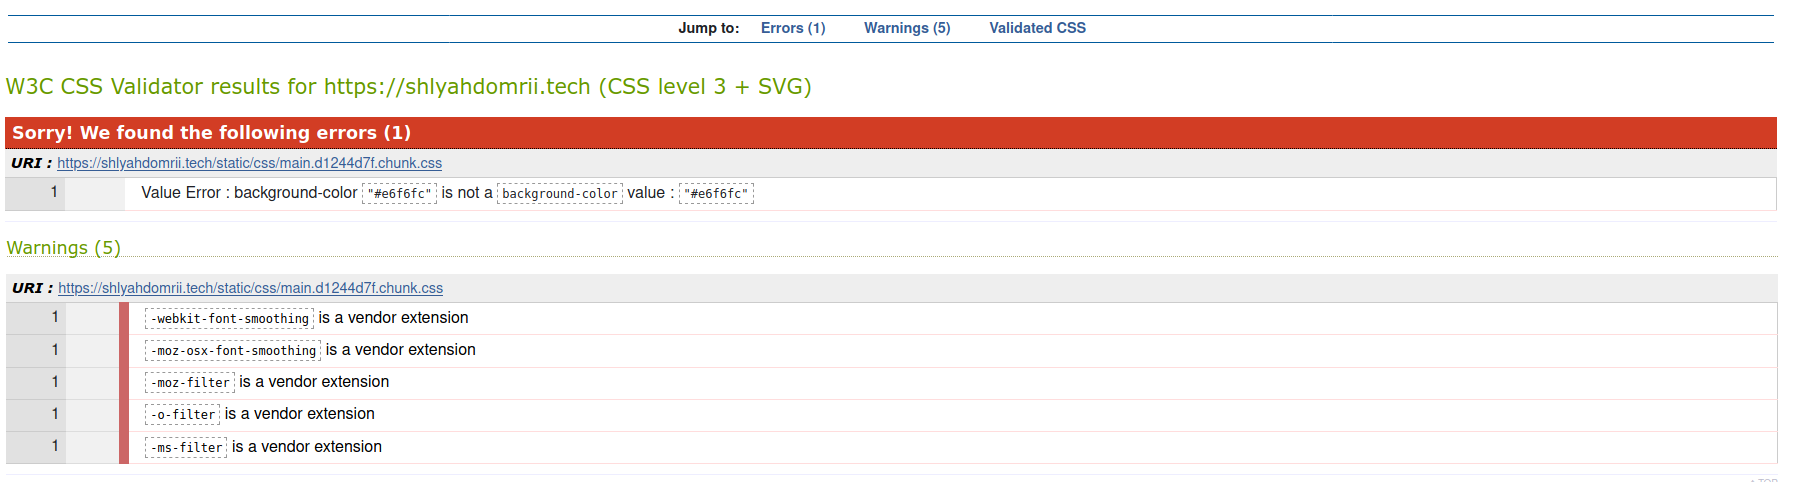 Jump to: Errors (1) Warnings (5) Validated CSS
W3C CSS Validator results for https://shlyahdomrii.tech (CSS level 3 + SVG)
Sorry! We found the following errors (1)
URI : https://shlyahdomrii.tech/static/css/main.d1244d7f.chunk.css
1 Value Error : background-color "#e6f6fc" is not a background-color value : "#e6f6fc"
Warnings (5)
URI : https://shlyahdomrii.tech/static/css/main.d1244d7f.chunk.css
1 -webkit-font-smoothing is a vendor extension
1 -moz-osx-font-smoothing is a vendor extension
1 -moz-filter is a vendor extension
1 -o-filter is a vendor extension
1 -ms-filter is a vendor extension